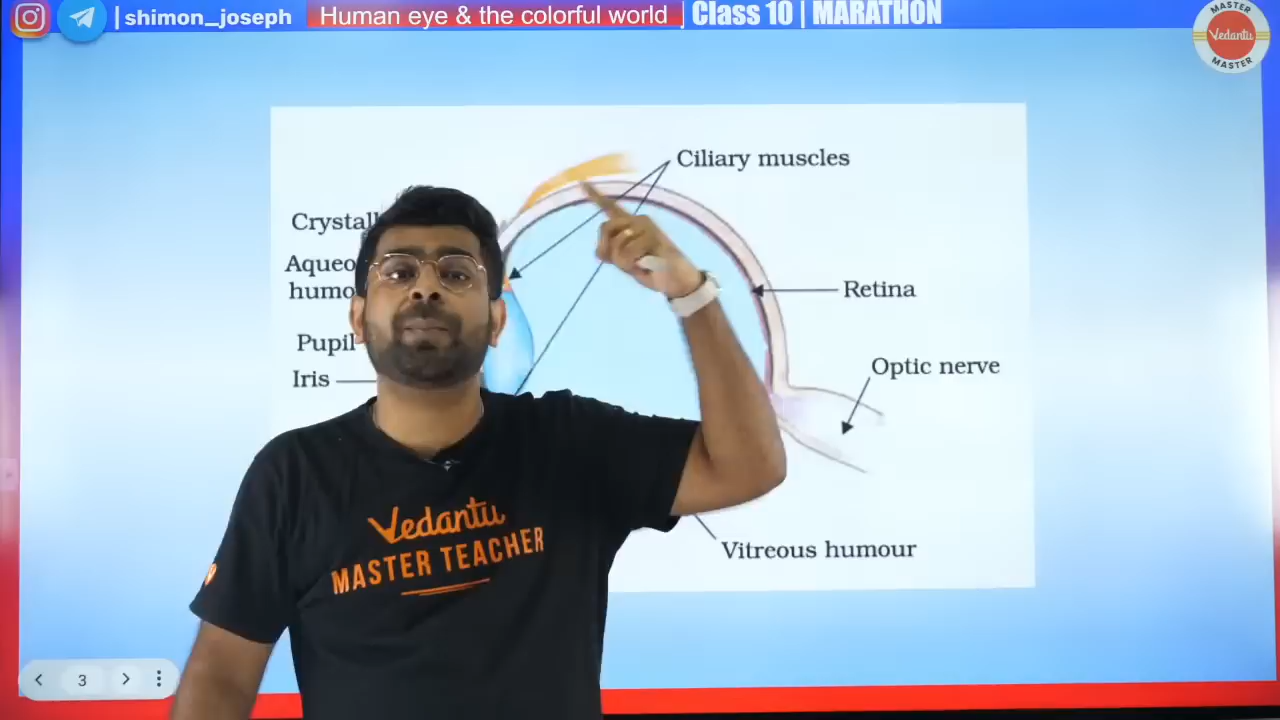 | shimon_joseph
Human eye & the colorful world | Class 10 | MARATHON
MASTER
Vedantu
MASTER
Ciliary muscles
humo
Pupil
Iris
Retina
Optic nerve
Vedantu
MASTER TEACHER
Vitreous humour
3